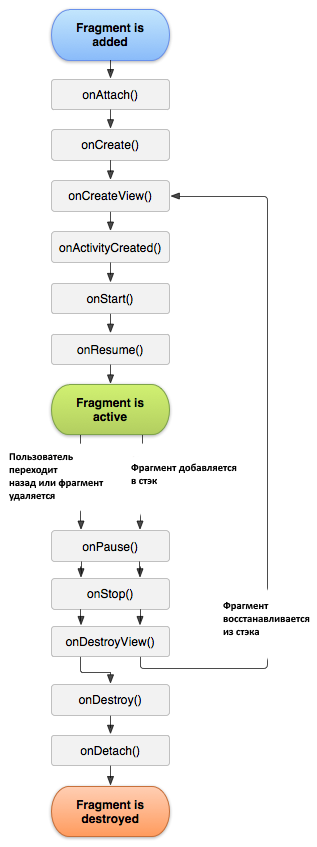 Fragment is
added
onAttach()
onCreate()
onCreateView()
onActivityCreated()
onStart()
onResume()
Fragment is
active
Пользователь
переходит
назад или фрагмент
удаляется
Фрагмент добавляется
в стэк
onPause()
onStop()
Фрагмент
восстанавливается
из стэка
onDestroyView()
onDestroy()
onDetach()
Fragment is
destroyed